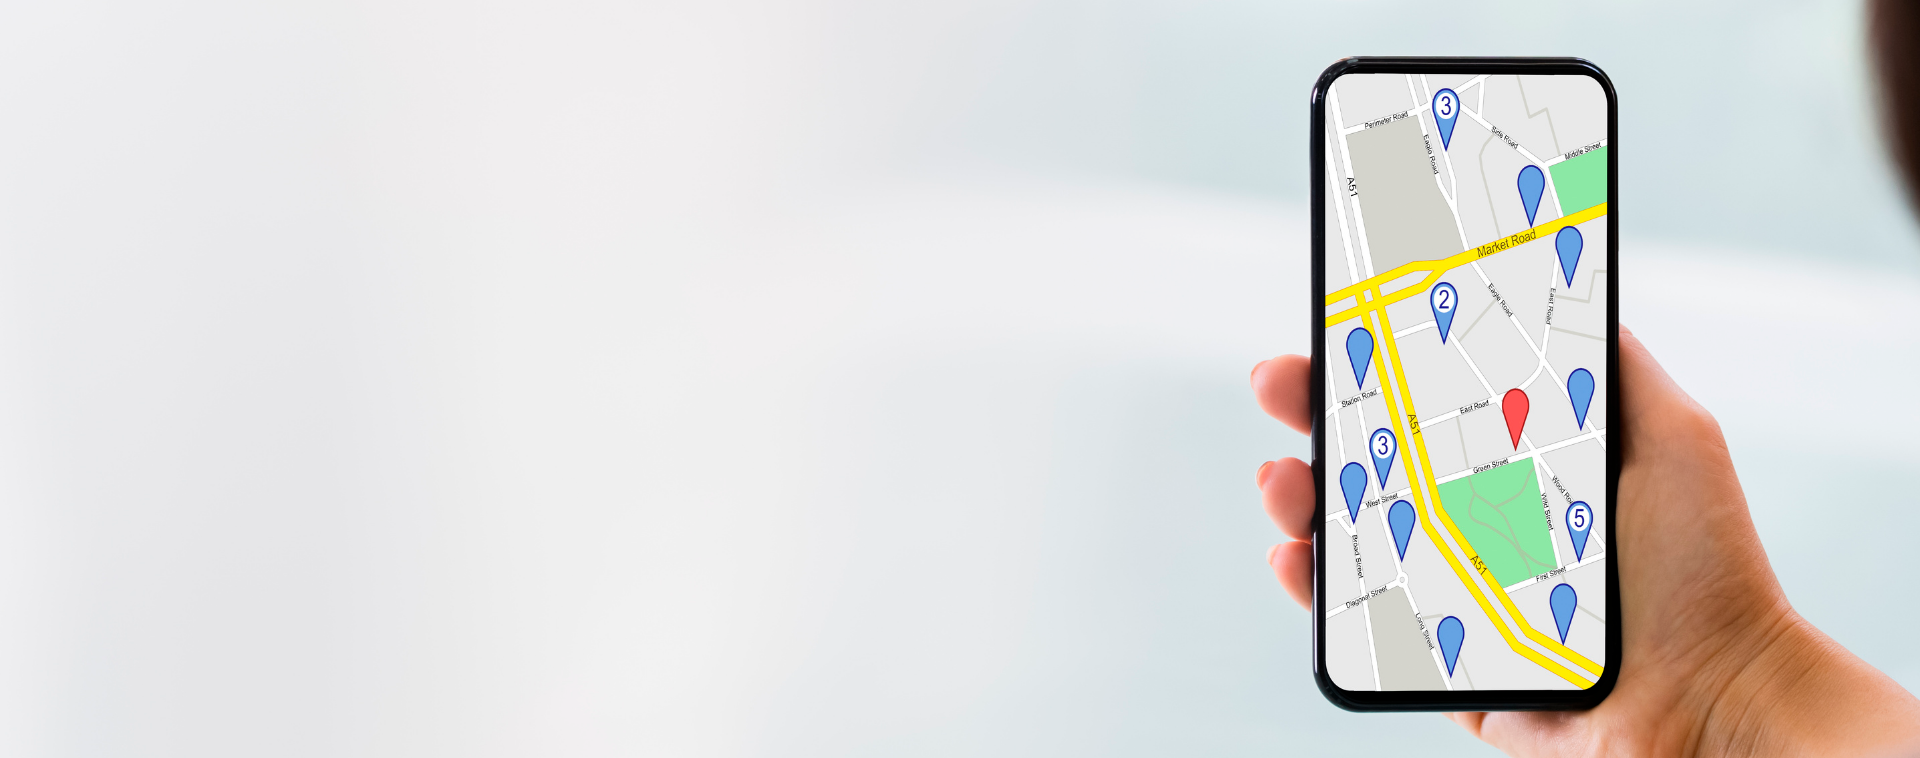 3
Perimeter Road
Side Road
Eagle Road
Middle Street
A51
Market Road
2
Eagle Road
East Road
Station Road
East Road
A51
3
Green Street
West Street
Wood
Wild Street
5
Broad Street
A51
First Street
Diagonal Street
Long Street